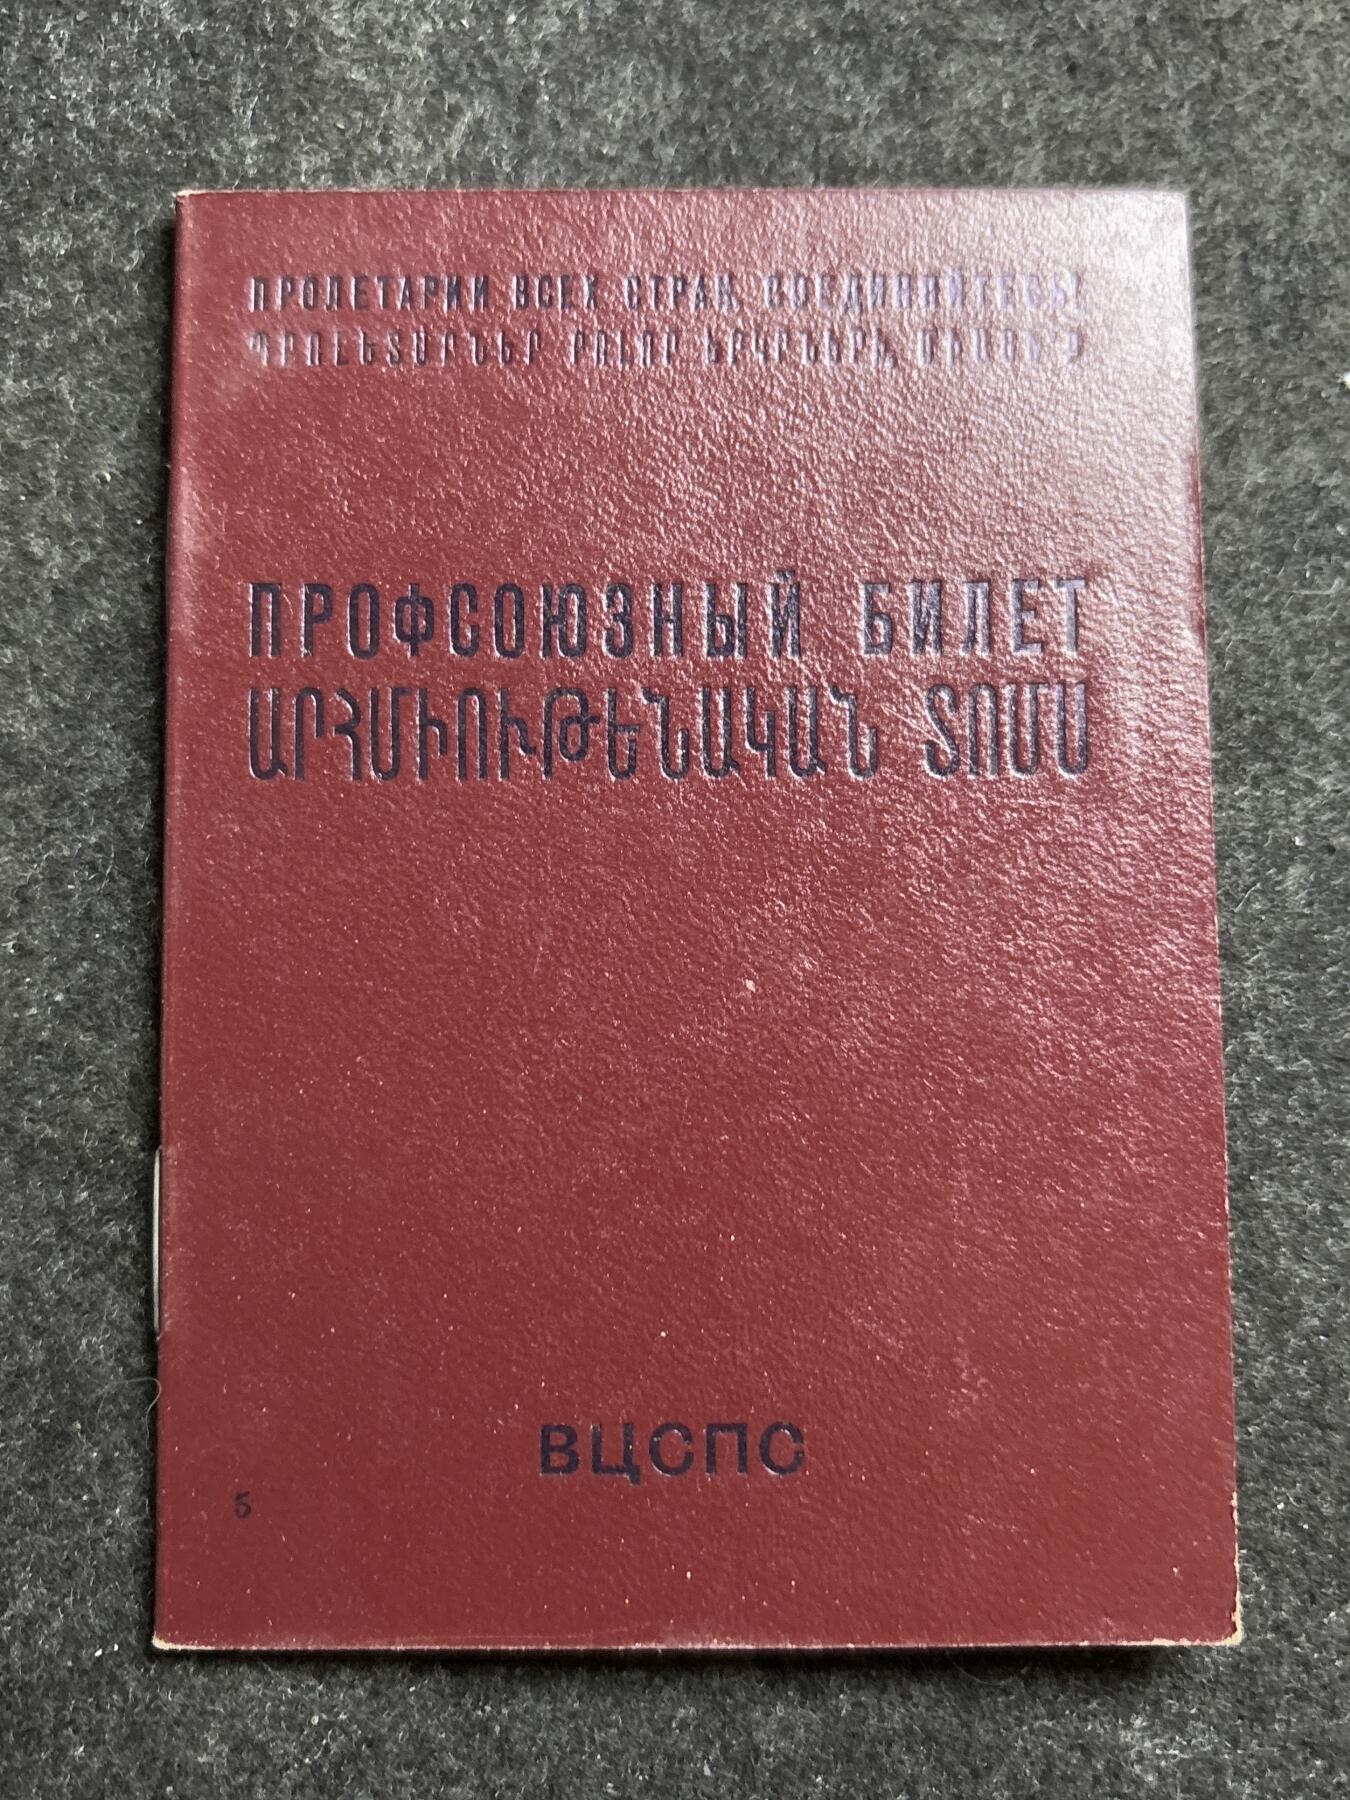 ПРОЛЕТАРИИ ВСЕХ СТРАН, СОЕДИНЯЙТЕСЬ!
ՊՐՈԼԵՏԱՐՆԵՐ ԲՈԼՈՐ ԵՐԿՐՆԵՐԻ, ՄԻԱՑԵ՛Ք
ПРОФСОЮЗНЫЙ БИЛЕТ
ԱՐՀՄԻՈՒԹԵՆԱԿԱՆ ՏՈՄՍ
ВЦСПС
5